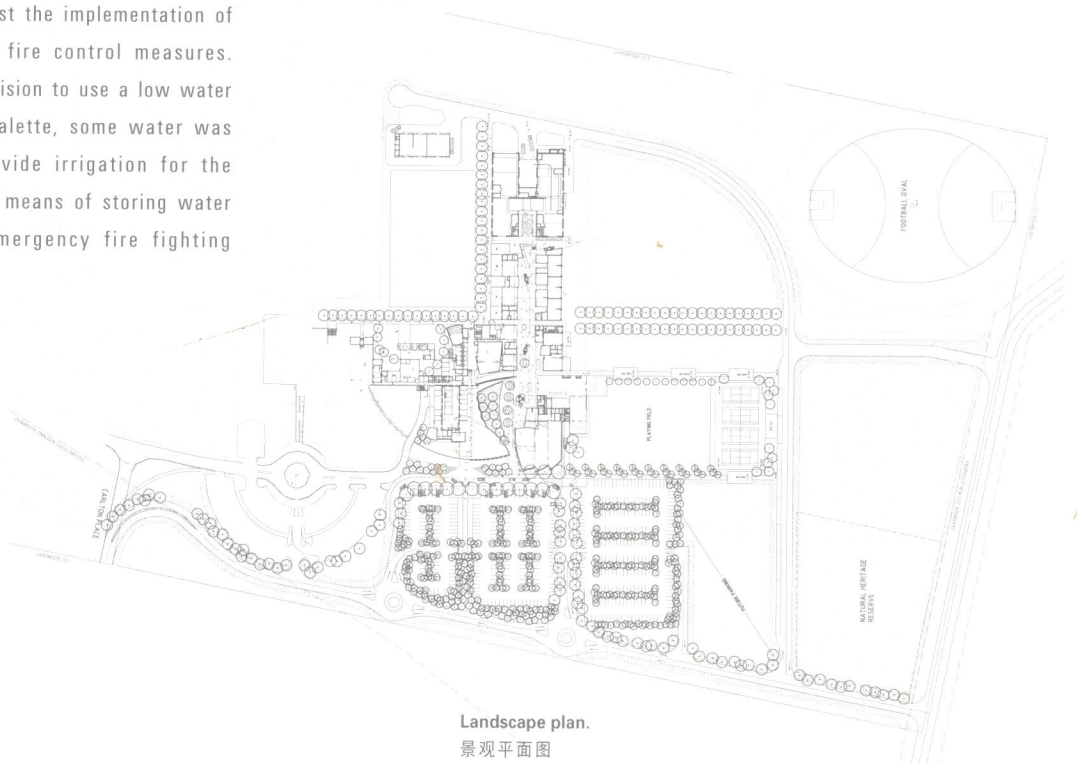 st the implementation of
fire control measures.
ision to use a low water
alette, some water was
vide irrigation for the
means of storing water
mergency fire fighting
FOOTBALL OVAL
PLAYING FIELD
CARLTON PLACE
FUTURE PARKING
NATURAL HERITAGE
RESERVE
Landscape plan.
景观平面图